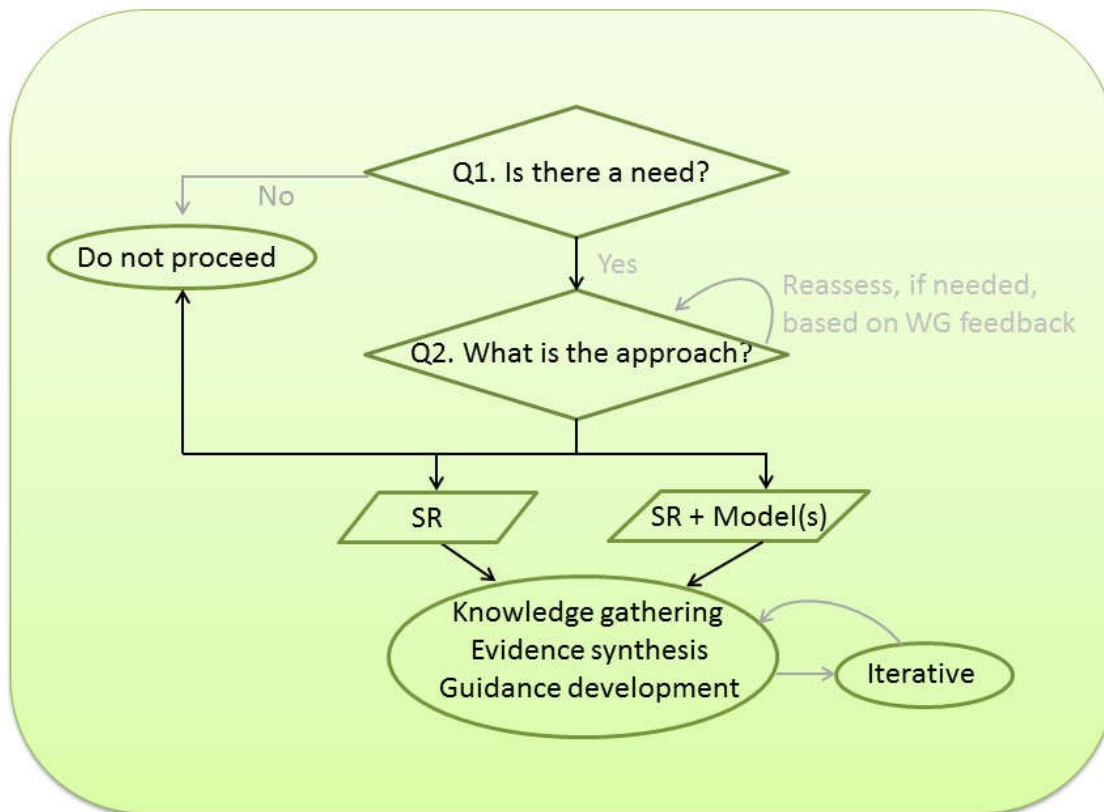 Q1. Is there a need?
No
Do not proceed
Yes
Reassess, if needed,
based on WG feedback
Q2. What is the approach?
SR
SR + Model(s)
Knowledge gathering
Evidence synthesis
Guidance development
Iterative